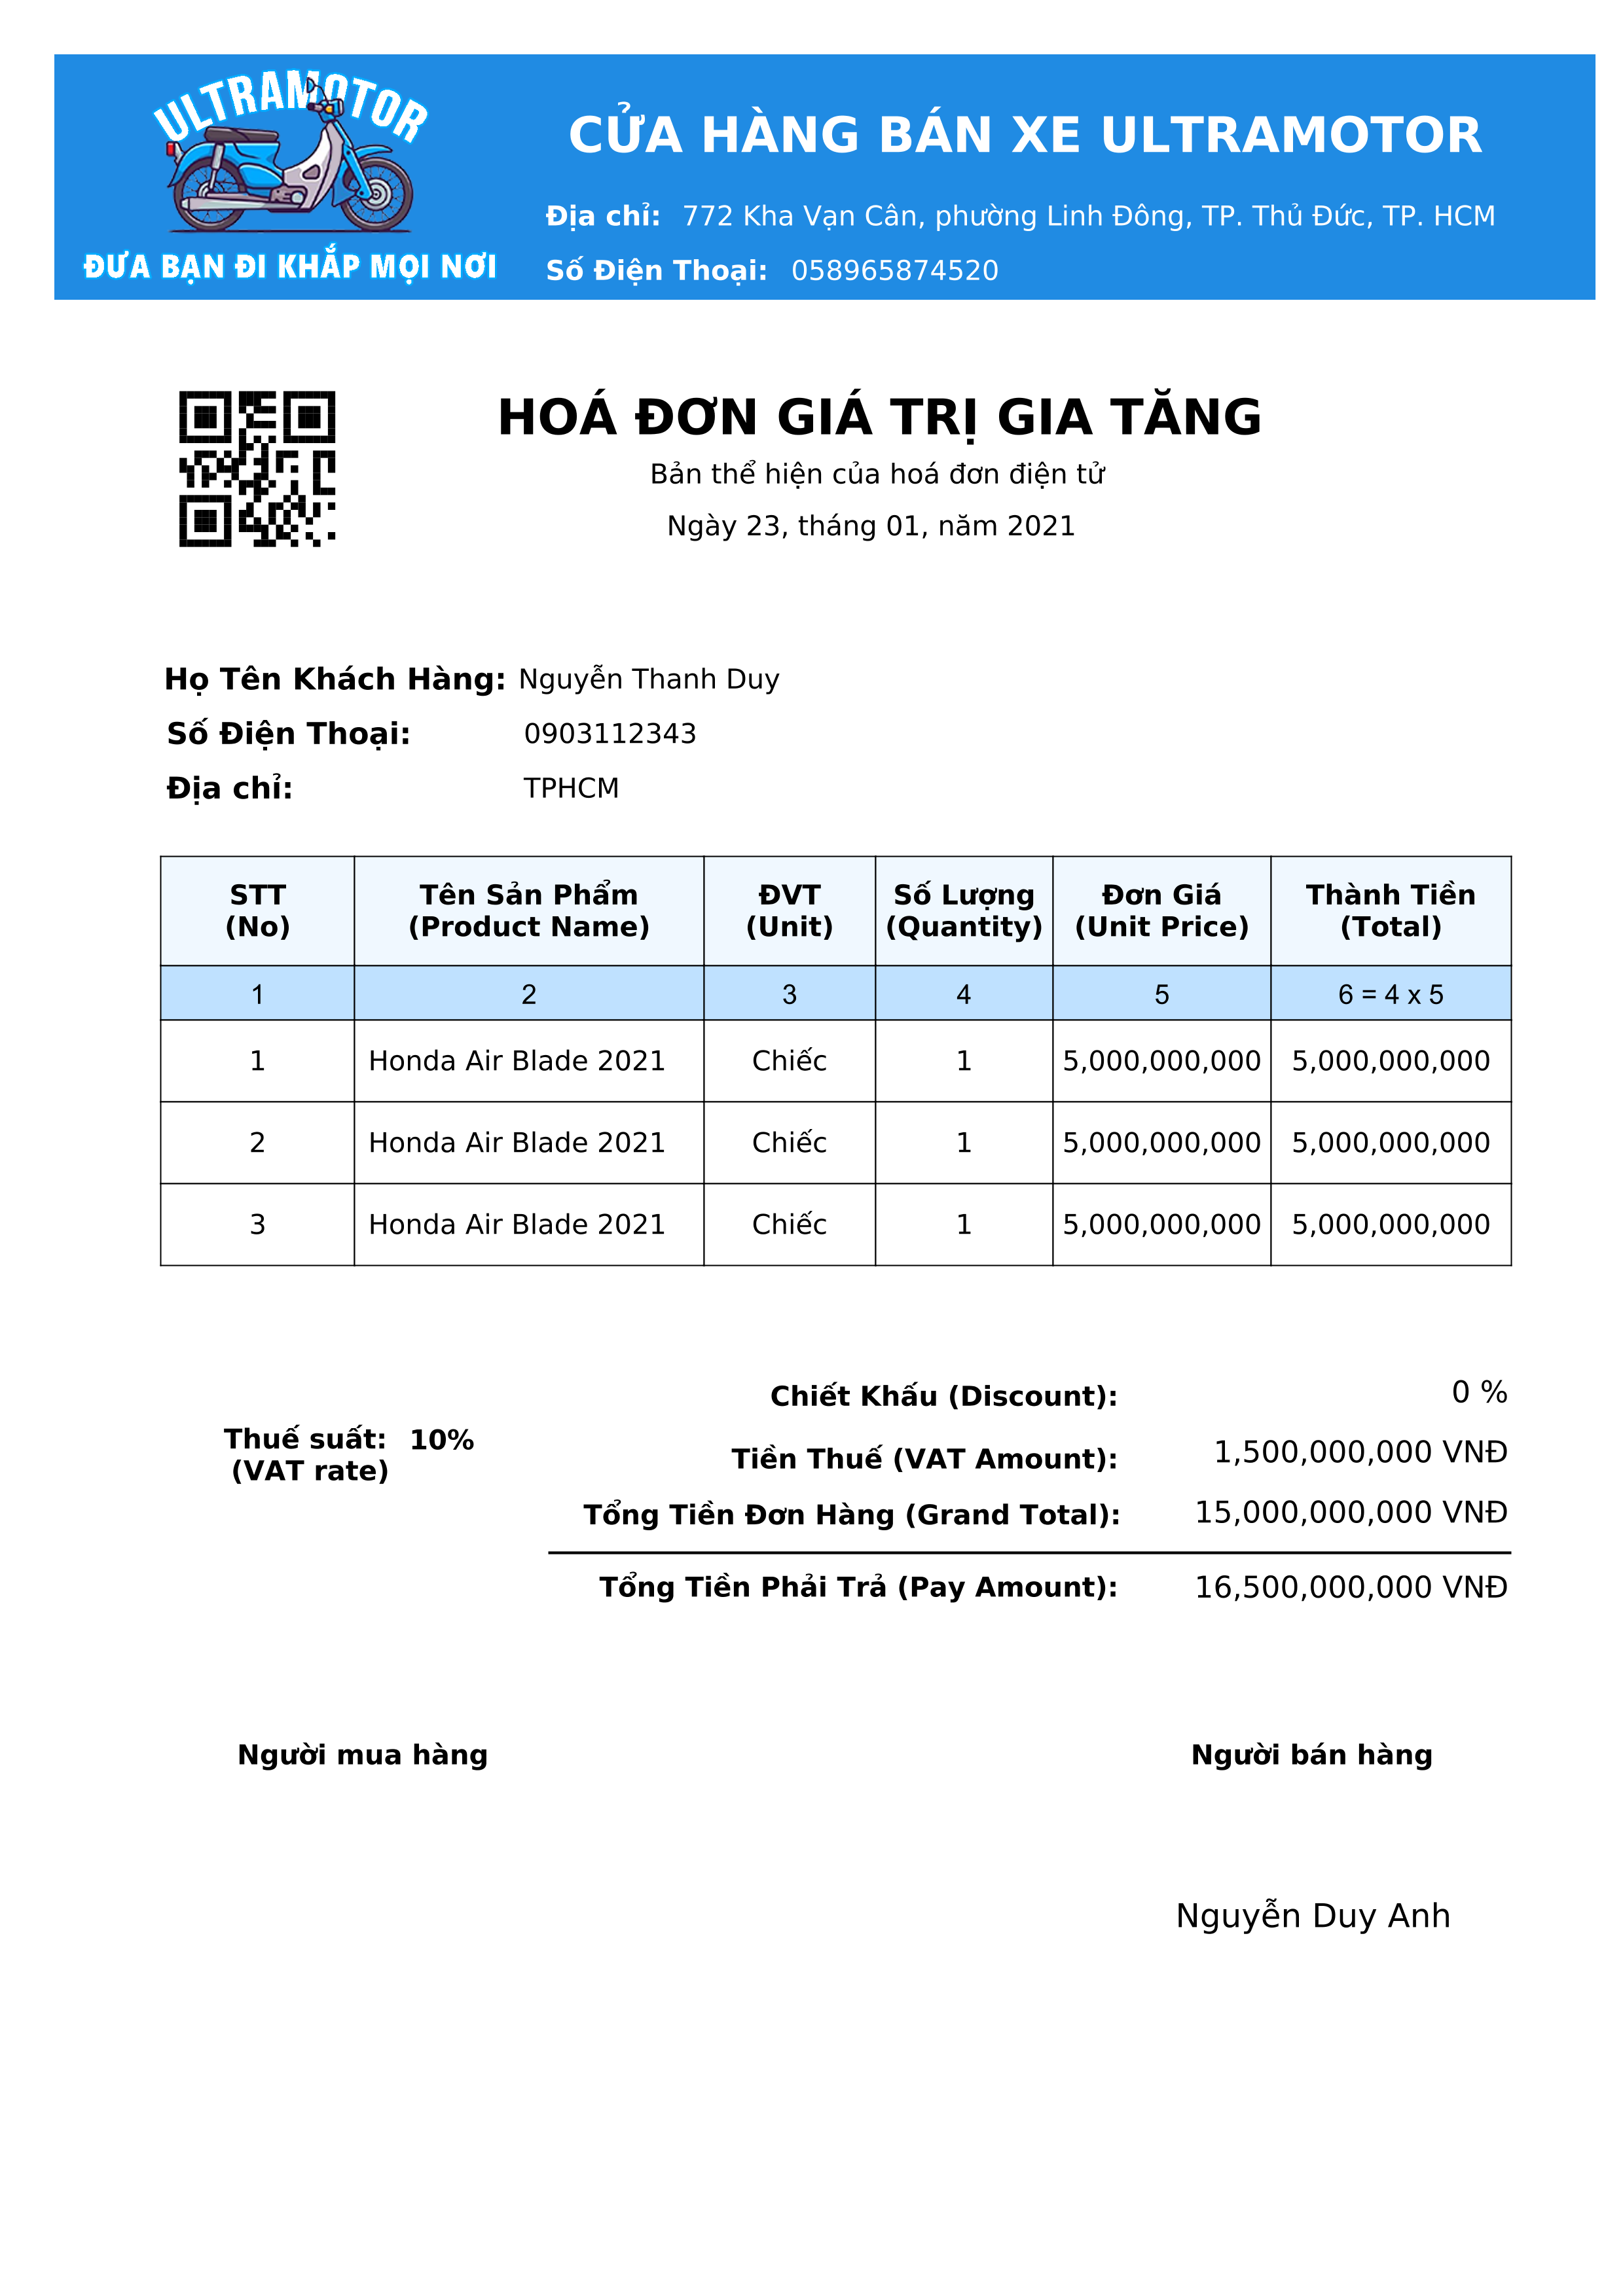 ULTRAMOTOR
ĐƯA BẠN ĐI KHẮP MỌI NƠI
CỬA HÀNG BÁN XE ULTRAMOTOR
Địa chỉ: 772 Kha Vạn Cân, phường Linh Đông, TP. Thủ Đức, TP. HCM
Số Điện Thoại: 058965874520
HOÁ ĐƠN GIÁ TRỊ GIA TĂNG
Bản thể hiện của hoá đơn điện tử
Ngày 23, tháng 01, năm 2021
Họ Tên Khách Hàng: Nguyễn Thanh Duy
Số Điện Thoại: 0903112343
Địa chỉ: TPHCM
STT Tên Sản Phẩm ĐVT Số Lượng Đơn Giá Thành Tiền
(No) (Product Name) (Unit) (Quantity) (Unit Price) (Total)
1 2 3 4 5 6 = 4 x 5
1 Honda Air Blade 2021 Chiếc 1 5,000,000,000 5,000,000,000
2 Honda Air Blade 2021 Chiếc 1 5,000,000,000 5,000,000,000
3 Honda Air Blade 2021 Chiếc 1 5,000,000,000 5,000,000,000
Chiết Khấu (Discount): 0 %
Thuế suất: 10%
(VAT rate)
Tiền Thuế (VAT Amount): 1,500,000,000 VNĐ
Tổng Tiền Đơn Hàng (Grand Total): 15,000,000,000 VNĐ
Tổng Tiền Phải Trả (Pay Amount): 16,500,000,000 VNĐ
Người mua hàng Người bán hàng
Nguyễn Duy Anh